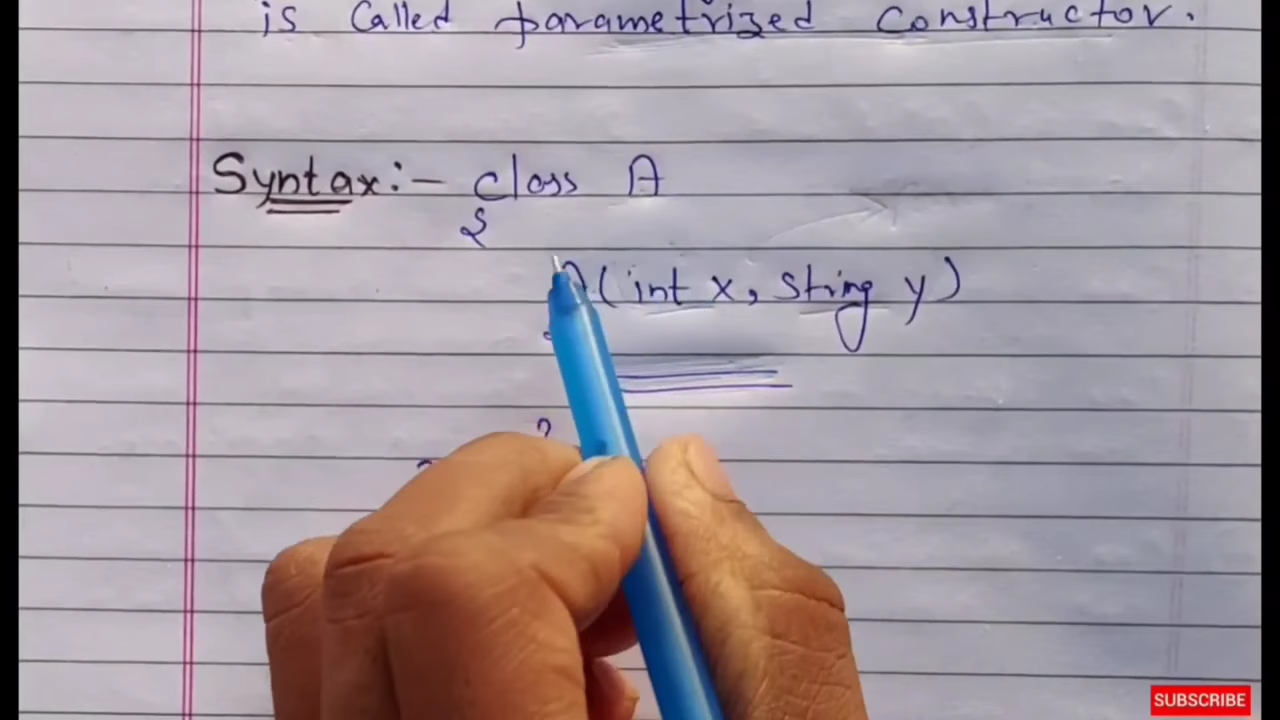 is Called parametrized Constructor.
Syntax:- class A
{
A(int x, String y)
SUBSCRIBE